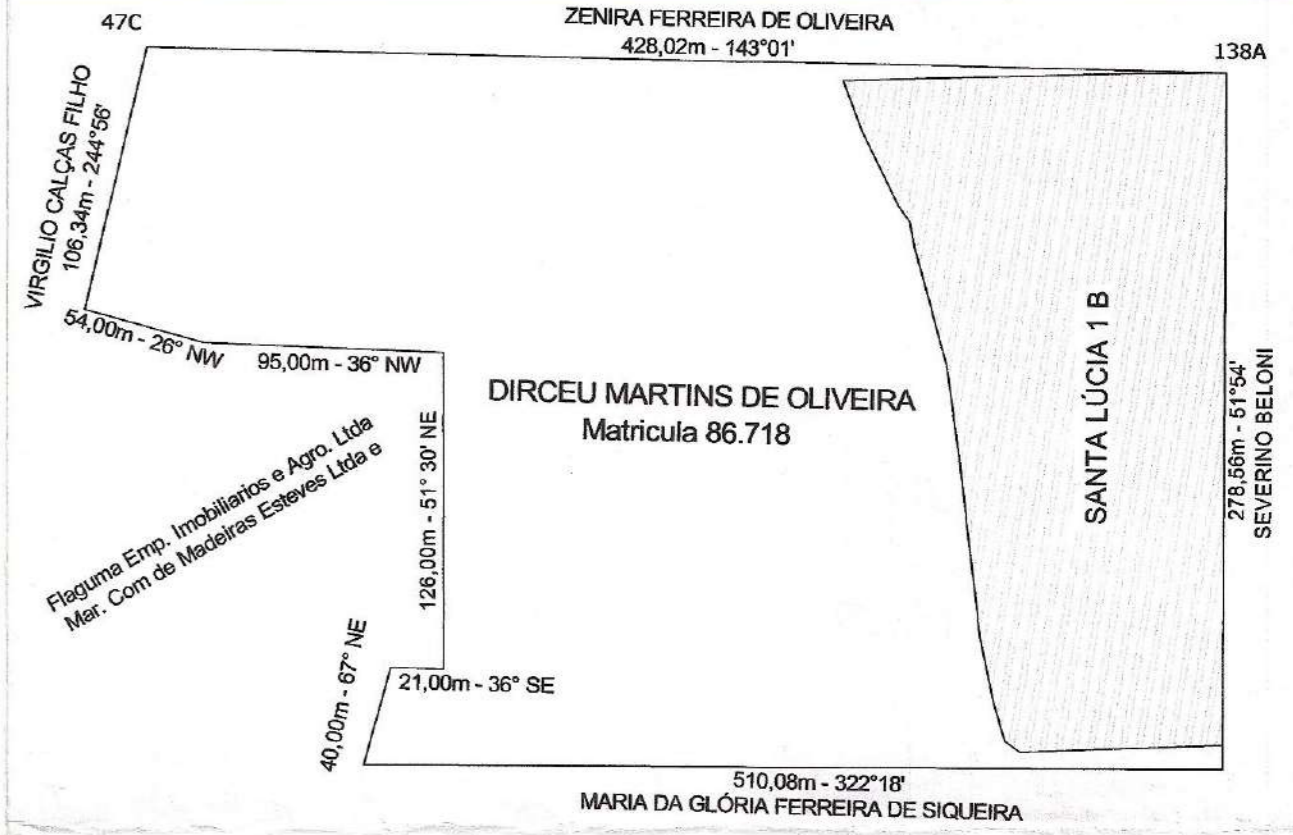 47C
ZENIRA FERREIRA DE OLIVEIRA
428,02m - 143°01'
138A
VIRGILIO CALÇAS FILHO
106,34m - 244°56'
54,00m - 26° NW
95,00m - 36° NW
DIRCEU MARTINS DE OLIVEIRA
Matricula 86.718
SANTA LÚCIA 1 B
278,56m - 51°54'
SEVERINO BELONI
126,00m - 51° 30' NE
Flaguma Emp. Imobiliarios e Agro. Ltda
Mar. Com de Madeiras Esteves Ltda e
40,00m - 67° NE
21,00m - 36° SE
510,08m - 322°18'
MARIA DA GLÓRIA FERREIRA DE SIQUEIRA